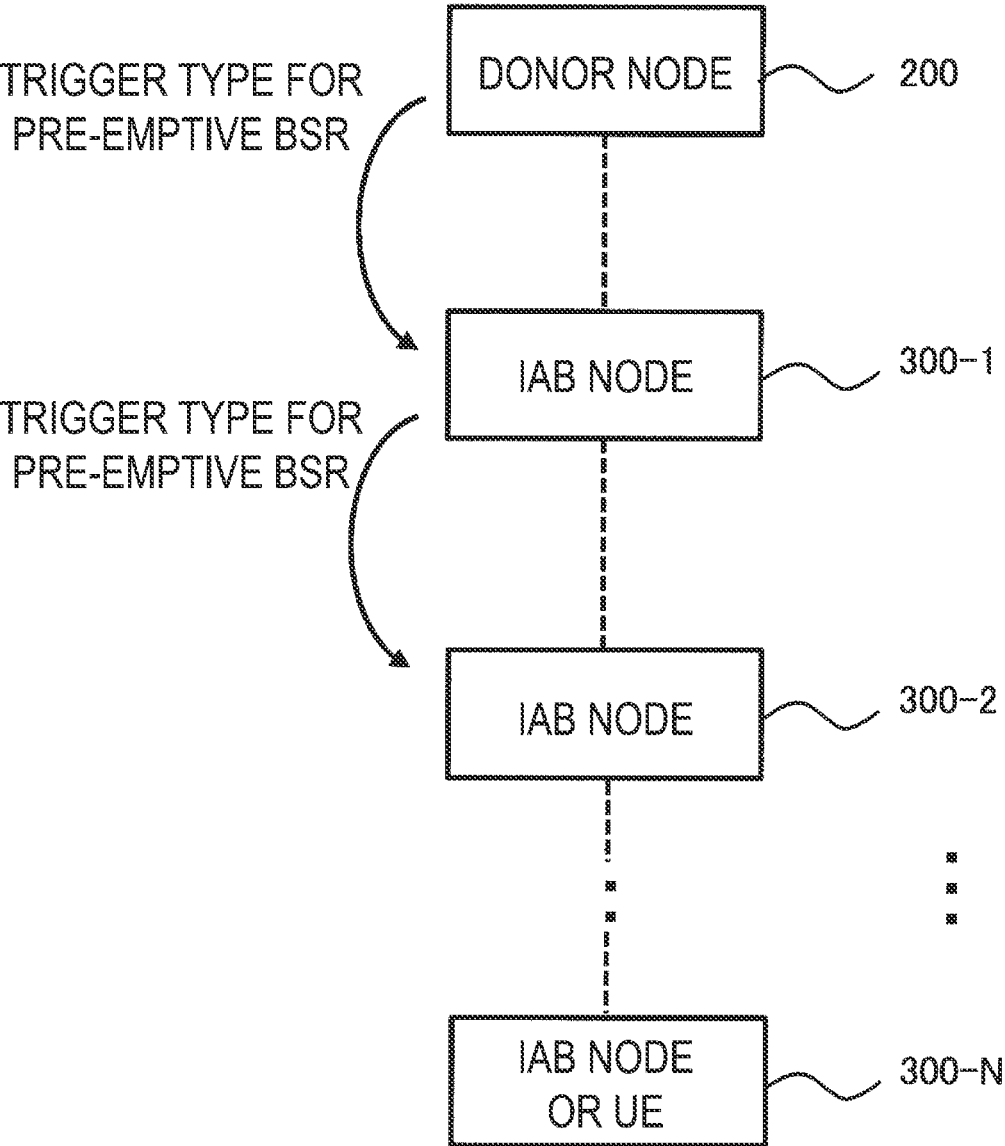 DONOR NODE
200
TRIGGER TYPE FOR
PRE-EMPTIVE BSR
IAB NODE
300-1
TRIGGER TYPE FOR
PRE-EMPTIVE BSR
IAB NODE
300-2
IAB NODE
OR UE
300-N